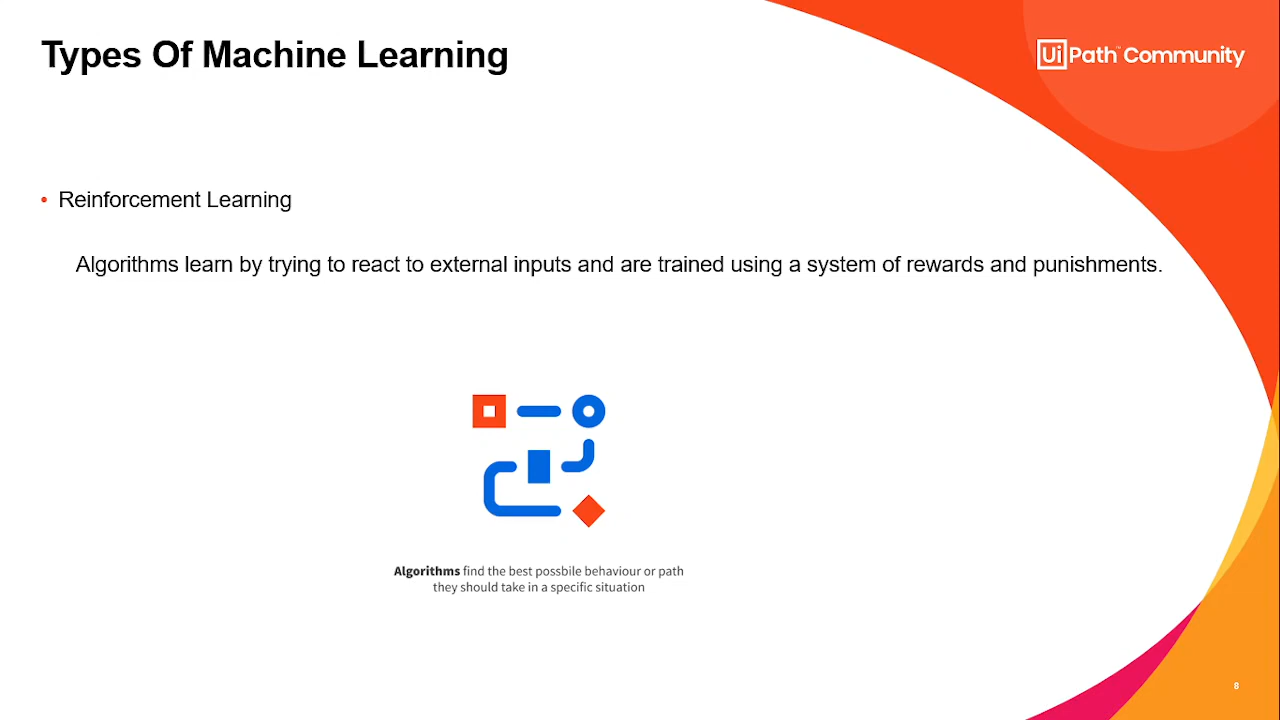 Types Of Machine Learning
UiPath™ Community
• Reinforcement Learning
Algorithms learn by trying to react to external inputs and are trained using a system of rewards and punishments.
Algorithms find the best possbile behaviour or path
they should take in a specific situation
8